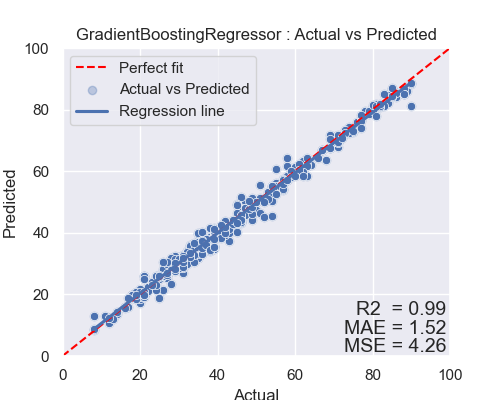 GradientBoostingRegressor : Actual vs Predicted
Perfect fit
Actual vs Predicted
Regression line
100
80
60
40
20
0
Predicted
R2 = 0.99
MAE = 1.52
MSE = 4.26
0 20 40 60 80 100
Actual